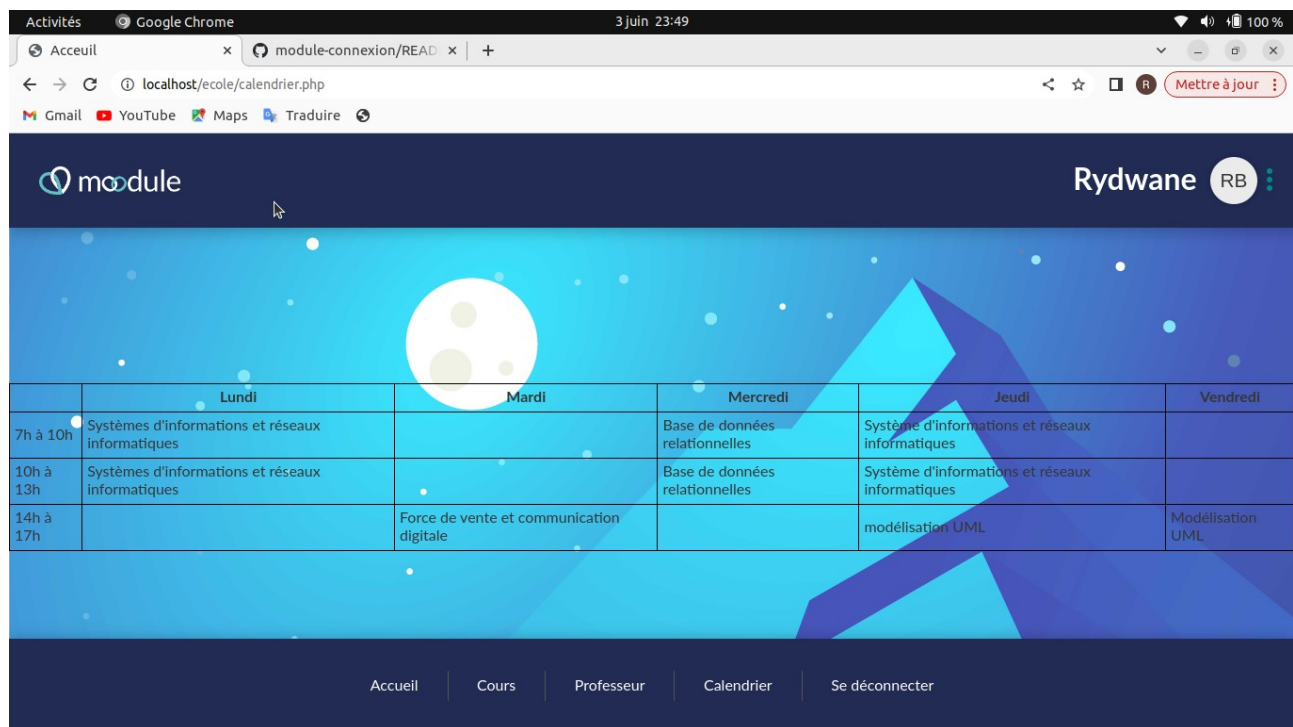 Activités Google Chrome 3 juin 23:49 100 %
Acceuil module-connexion/READ
localhost/ecole/calendrier.php Mettre à jour
Gmail YouTube Maps Traduire
moodule Rydwane RB
Lundi Mardi Mercredi Jeudi Vendredi
7h à 10h
Systèmes d'informations et réseaux
informatiques
Base de données
relationnelles
Système d'informations et réseaux
informatiques
10h à
13h
Systèmes d'informations et réseaux
informatiques
Base de données
relationnelles
Système d'informations et réseaux
informatiques
14h à
17h
Force de vente et communication
digitale
modélisation UML
Modélisation
UML
Accueil Cours Professeur Calendrier Se déconnecter